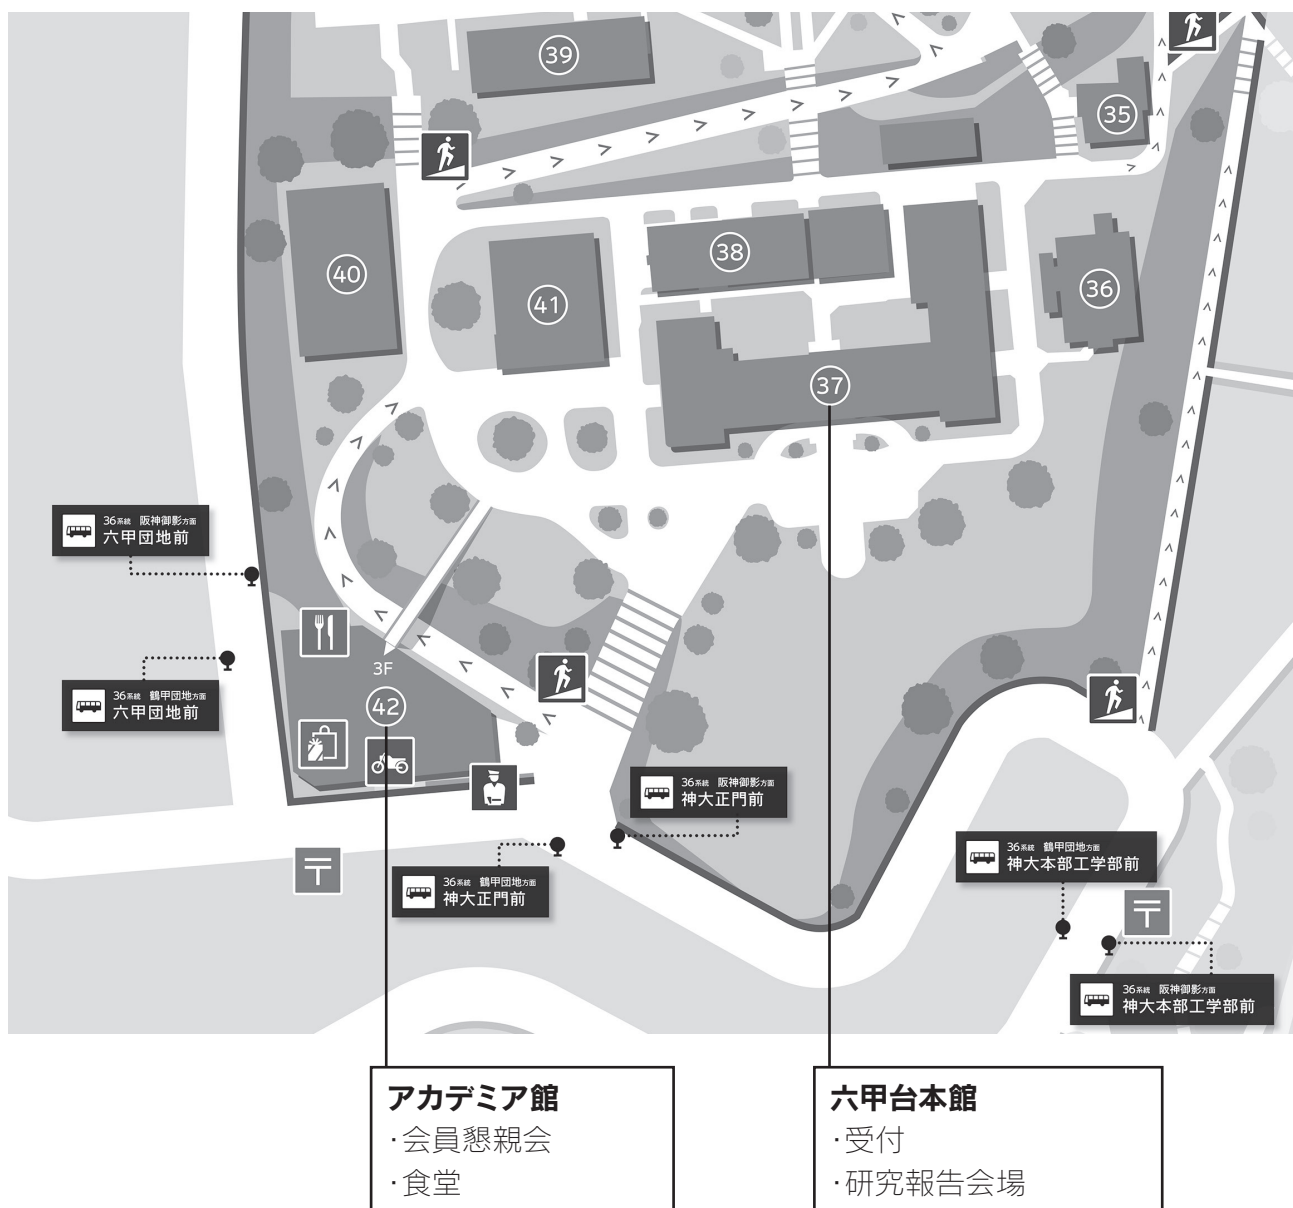 39
35
38
40
41
36
37
36系統 阪神御影方面
六甲団地前
36系統 鶴甲団地方面
六甲団地前
3F
42
36系統 阪神御影方面
神大正門前
36系統 鶴甲団地方面
神大正門前
36系統 鶴甲団地方面
神大本部工学部前
36系統 阪神御影方面
神大本部工学部前
アカデミア館
・会員懇親会
・食堂
六甲台本館
・受付
・研究報告会場